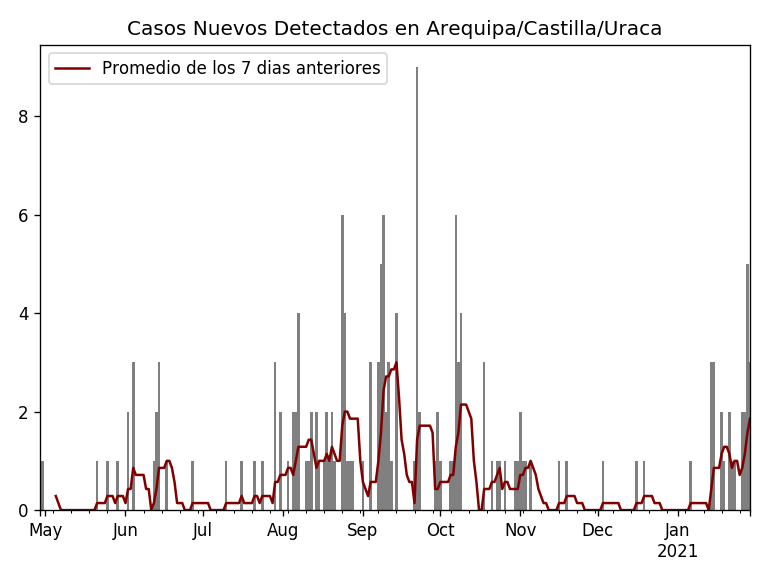 Casos Nuevos Detectados en Arequipa/Castilla/Uraca
Promedio de los 7 dias anteriores
8
6
4
2
0
May Jun Jul Aug Sep Oct Nov Dec Jan
2021